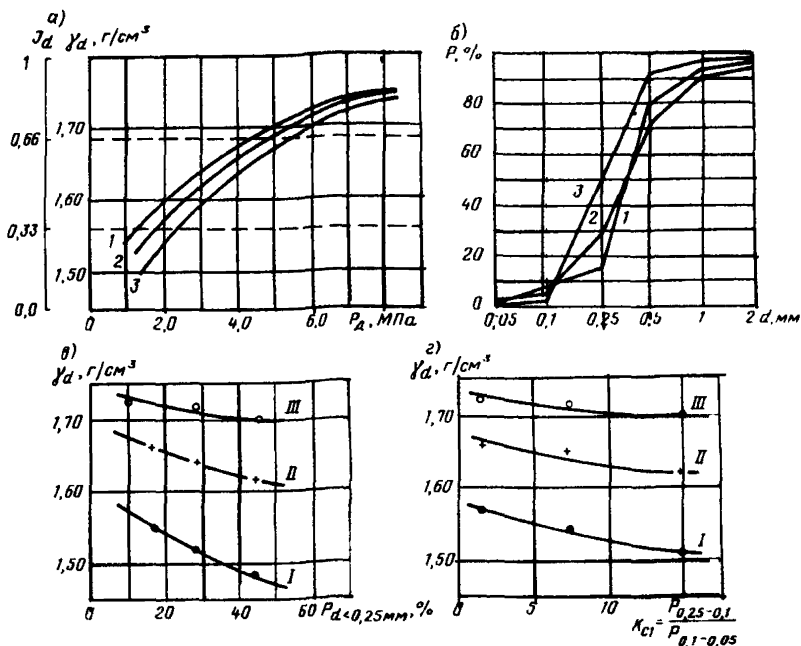 а)
J_d γ_d, г/см³
1
0,66
0,33
0,0
1,70
1,60
1,50
1
2
3
0 2,0 4,0 6,0 P_д, МПа
б)
P, %
80
60
40
20
0
3
2
1
0,05 0,1 0,25 0,5 1 2 d, мм
в)
γ_d, г/см³
1,70
1,60
1,50
III
II
I
0 20 40 60 P_d<0,25мм, %
г)
γ_d, г/см³
1,70
1,60
1,50
III
II
I
0 5 10
K_c1 = P_0,25-0,1 / P_0,1-0,05